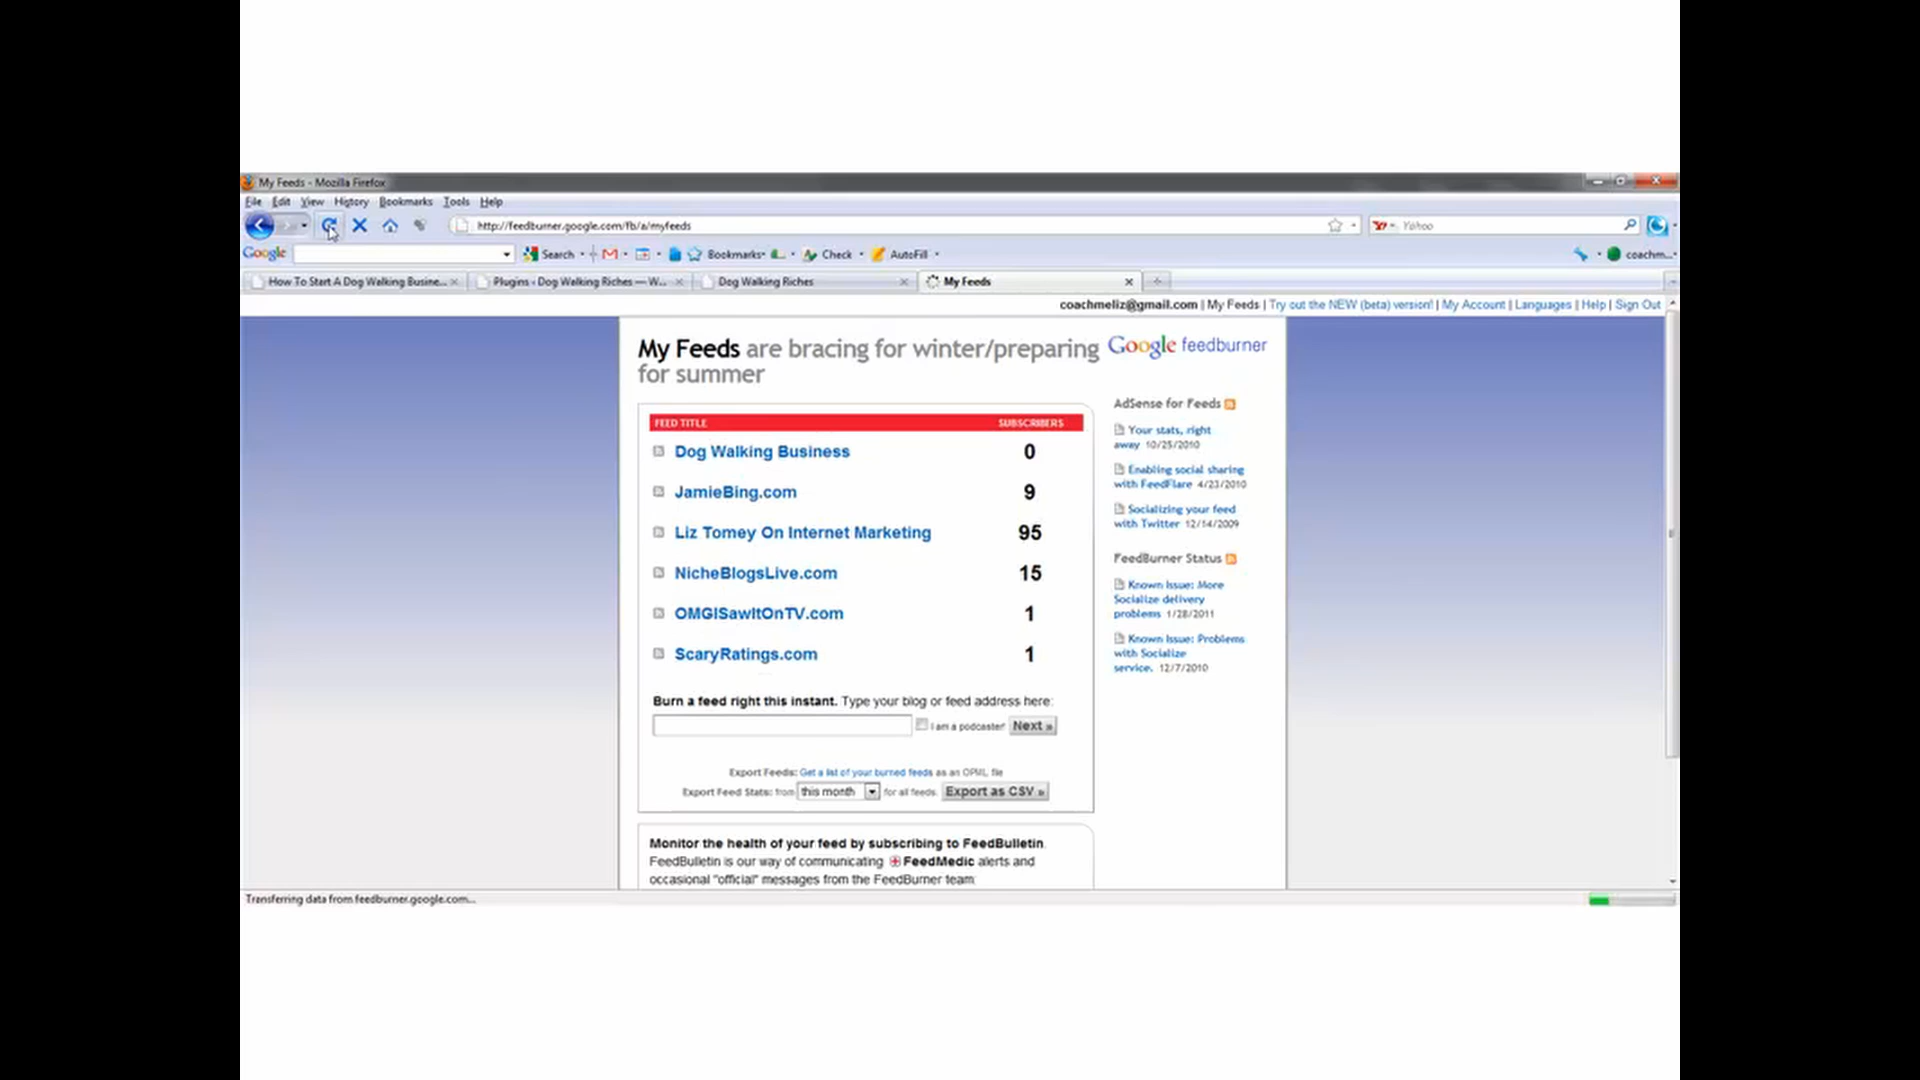 My Feeds - Mozilla Firefox
File Edit View History Bookmarks Tools Help
http://feedburner.google.com/fb/a/myfeeds
Yahoo
Google Search Bookmarks Check AutoFill coachm...
How To Start A Dog Walking Busine... Plugins ‹ Dog Walking Riches — W... Dog Walking Riches My Feeds
coachmeliz@gmail.com | My Feeds | Try out the NEW (beta) version! | My Account | Languages | Help | Sign Out
My Feeds are bracing for winter/preparing
for summer
Google feedburner
FEED TITLE SUBSCRIBERS
Dog Walking Business 0
JamieBing.com 9
Liz Tomey On Internet Marketing 95
NicheBlogsLive.com 15
OMGISawItOnTV.com 1
ScaryRatings.com 1
Burn a feed right this instant. Type your blog or feed address here:
I am a podcaster! Next »
Export Feeds: Get a list of your burned feeds as an OPML file
Export Feed Stats: from this month for all feeds. Export as CSV »
Monitor the health of your feed by subscribing to FeedBulletin.
FeedBulletin is our way of communicating FeedMedic alerts and
occasional "official" messages from the FeedBurner team:
AdSense for Feeds
Your stats, right
away 10/25/2010
Enabling social sharing
with FeedFlare 4/23/2010
Socializing your feed
with Twitter 12/14/2009
FeedBurner Status
Known Issue: More
Socialize delivery
problems 1/28/2011
Known Issue: Problems
with Socialize
service. 12/7/2010
Transferring data from feedburner.google.com...